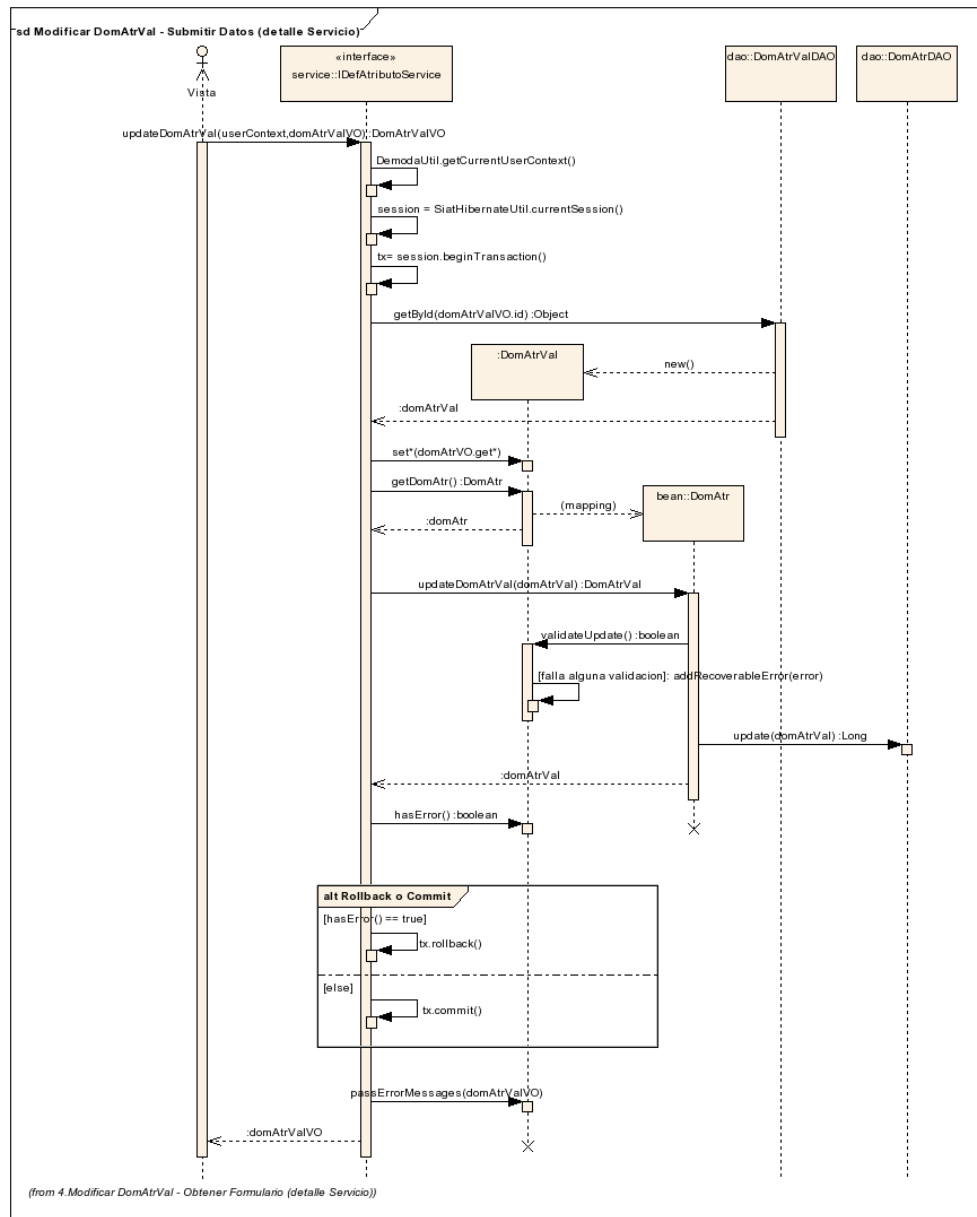 sd Modificar DomAtrVal - Submitir Datos (detalle Servicio)
«interface»
service::IDefAtributoService
dao::DomAtrValDAO
dao::DomAtrDAO
Vista
updateDomAtrVal(userContext,domAtrValVO) :DomAtrValVO
DemodaUtil.getCurrentUserContext()
session = SiatHibernateUtil.currentSession()
tx= session.beginTransaction()
getById(domAtrValVO.id) :Object
:DomAtrVal
new()
:domAtrVal
set*(domAtrVO.get*)
getDomAtr() :DomAtr
bean::DomAtr
(mapping)
:domAtr
updateDomAtrVal(domAtrVal) :DomAtrVal
validateUpdate() :boolean
[falla alguna validacion]: addRecoverableError(error)
update(domAtrVal) :Long
:domAtrVal
hasError() :boolean
alt Rollback o Commit
[hasError() == true]
tx.rollback()
[else]
tx.commit()
passErrorMessages(domAtrValVO)
:domAtrValVO
(from 4.Modificar DomAtrVal - Obtener Formulario (detalle Servicio))